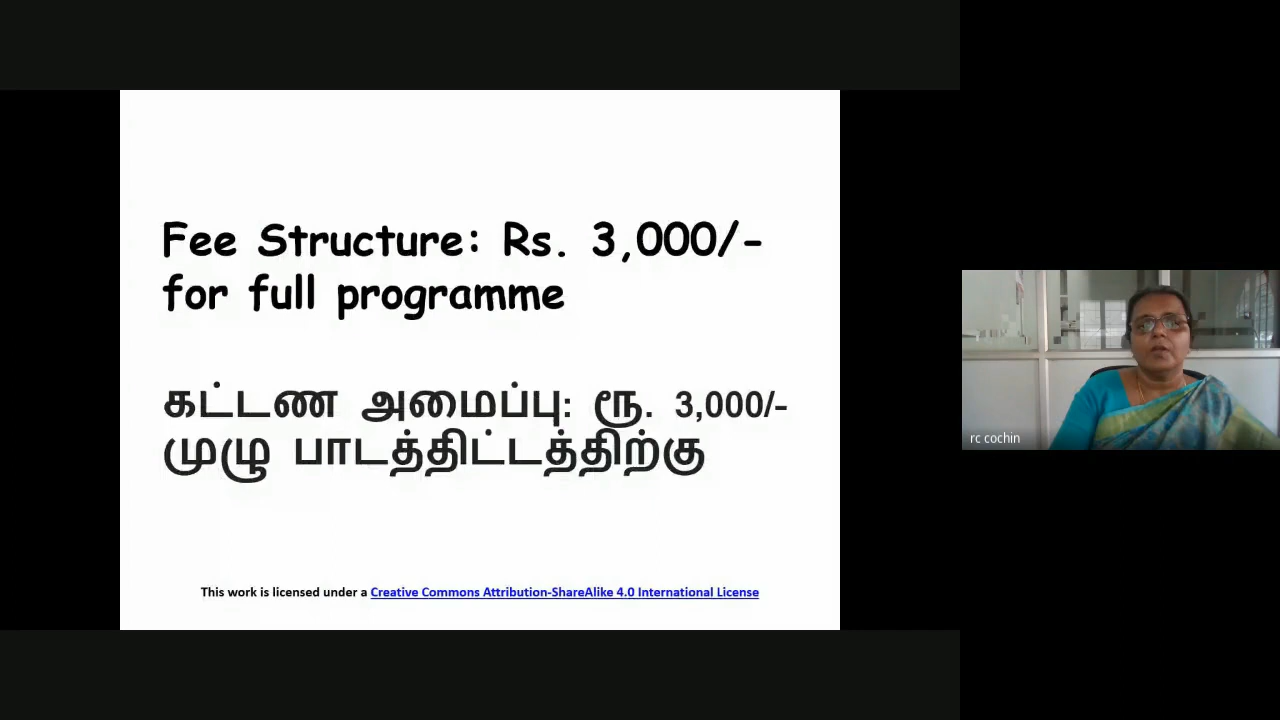 Fee Structure: Rs. 3,000/-
for full programme
கட்டண அமைப்பு: ரூ. 3,000/-
முழு பாடத்திட்டத்திற்கு
This work is licensed under a Creative Commons Attribution-ShareAlike 4.0 International License
rc cochin